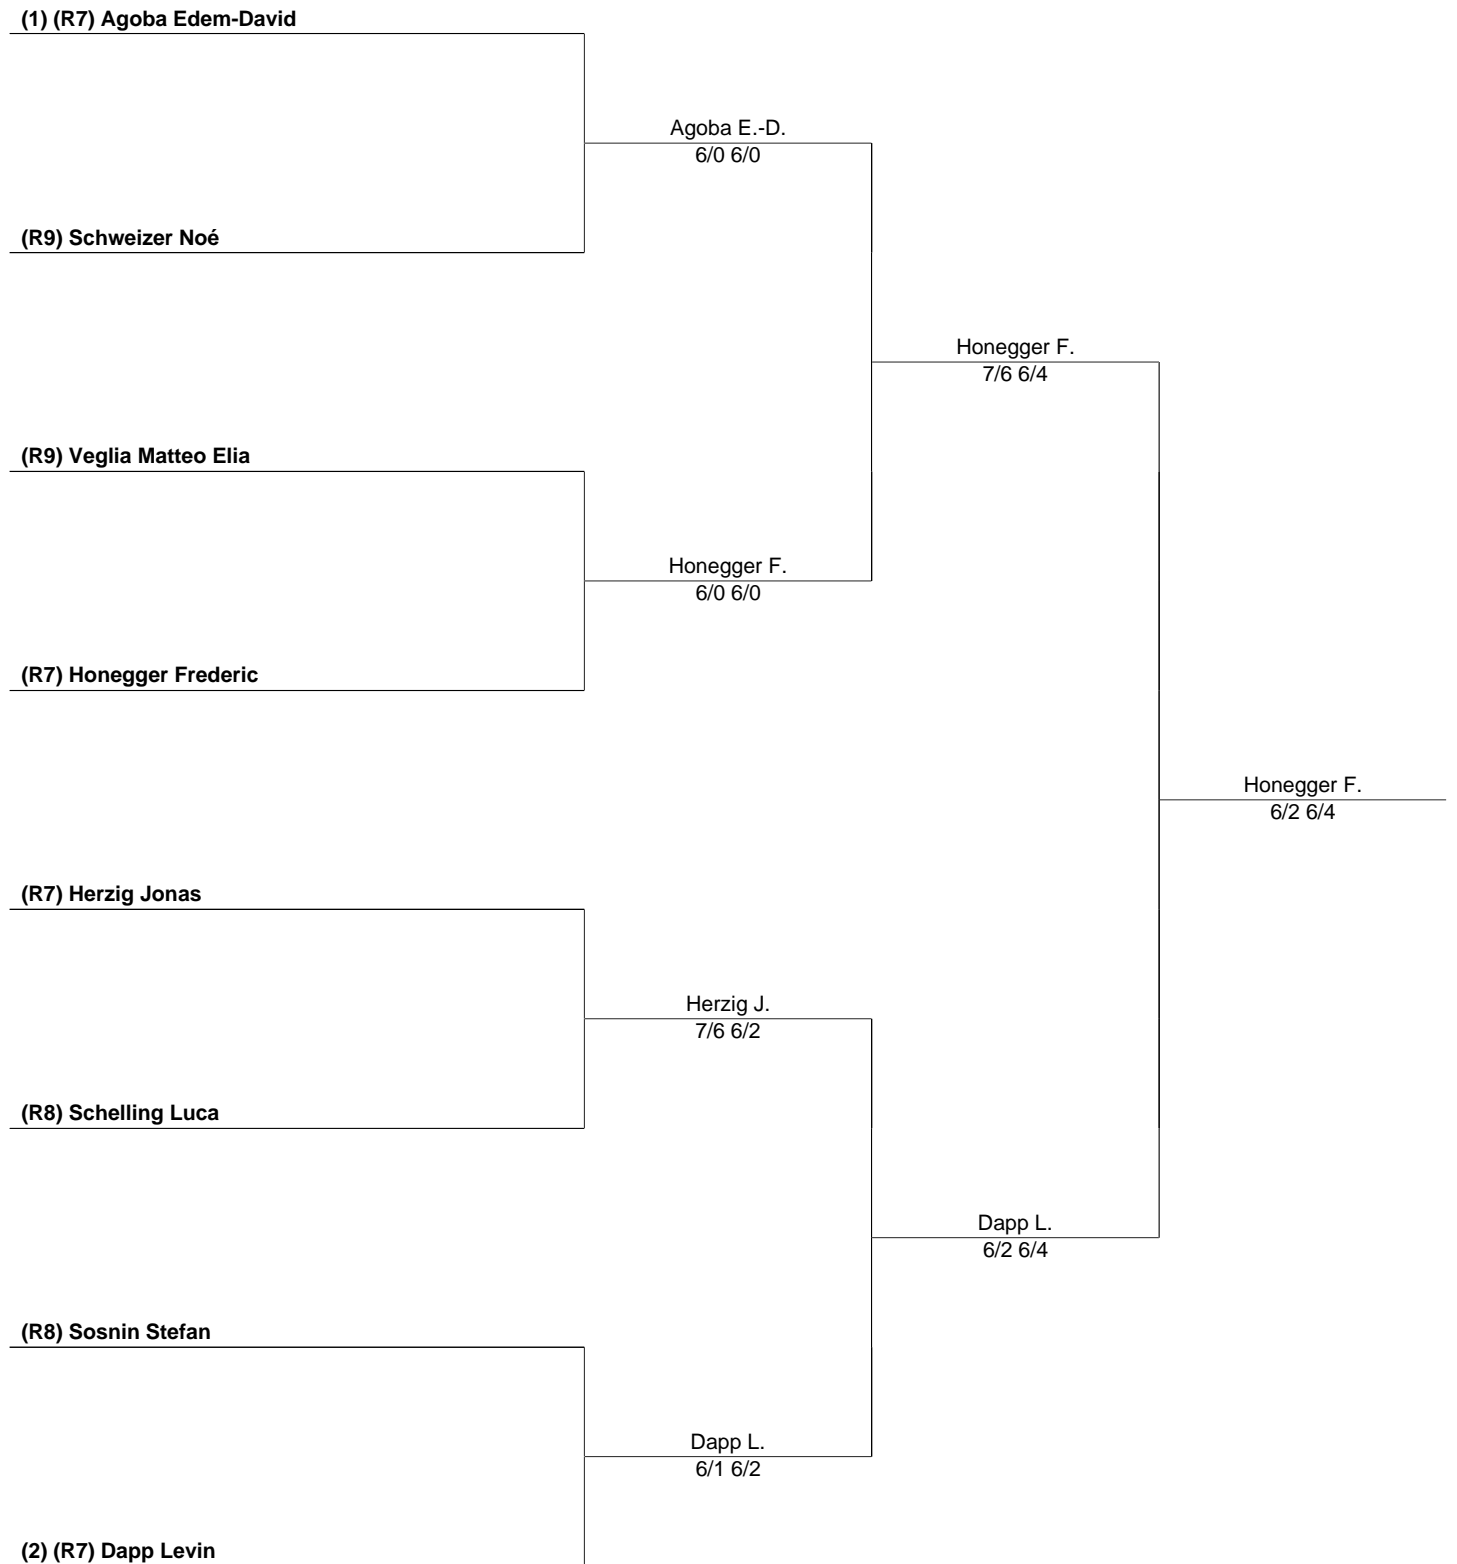 (1) (R7) Agoba Edem-David
Agoba E.-D.
6/0 6/0
(R9) Schweizer Noé
Honegger F.
7/6 6/4
(R9) Veglia Matteo Elia
Honegger F.
6/0 6/0
(R7) Honegger Frederic
Honegger F.
6/2 6/4
(R7) Herzig Jonas
Herzig J.
7/6 6/2
(R8) Schelling Luca
Dapp L.
6/2 6/4
(R8) Sosnin Stefan
Dapp L.
6/1 6/2
(2) (R7) Dapp Levin